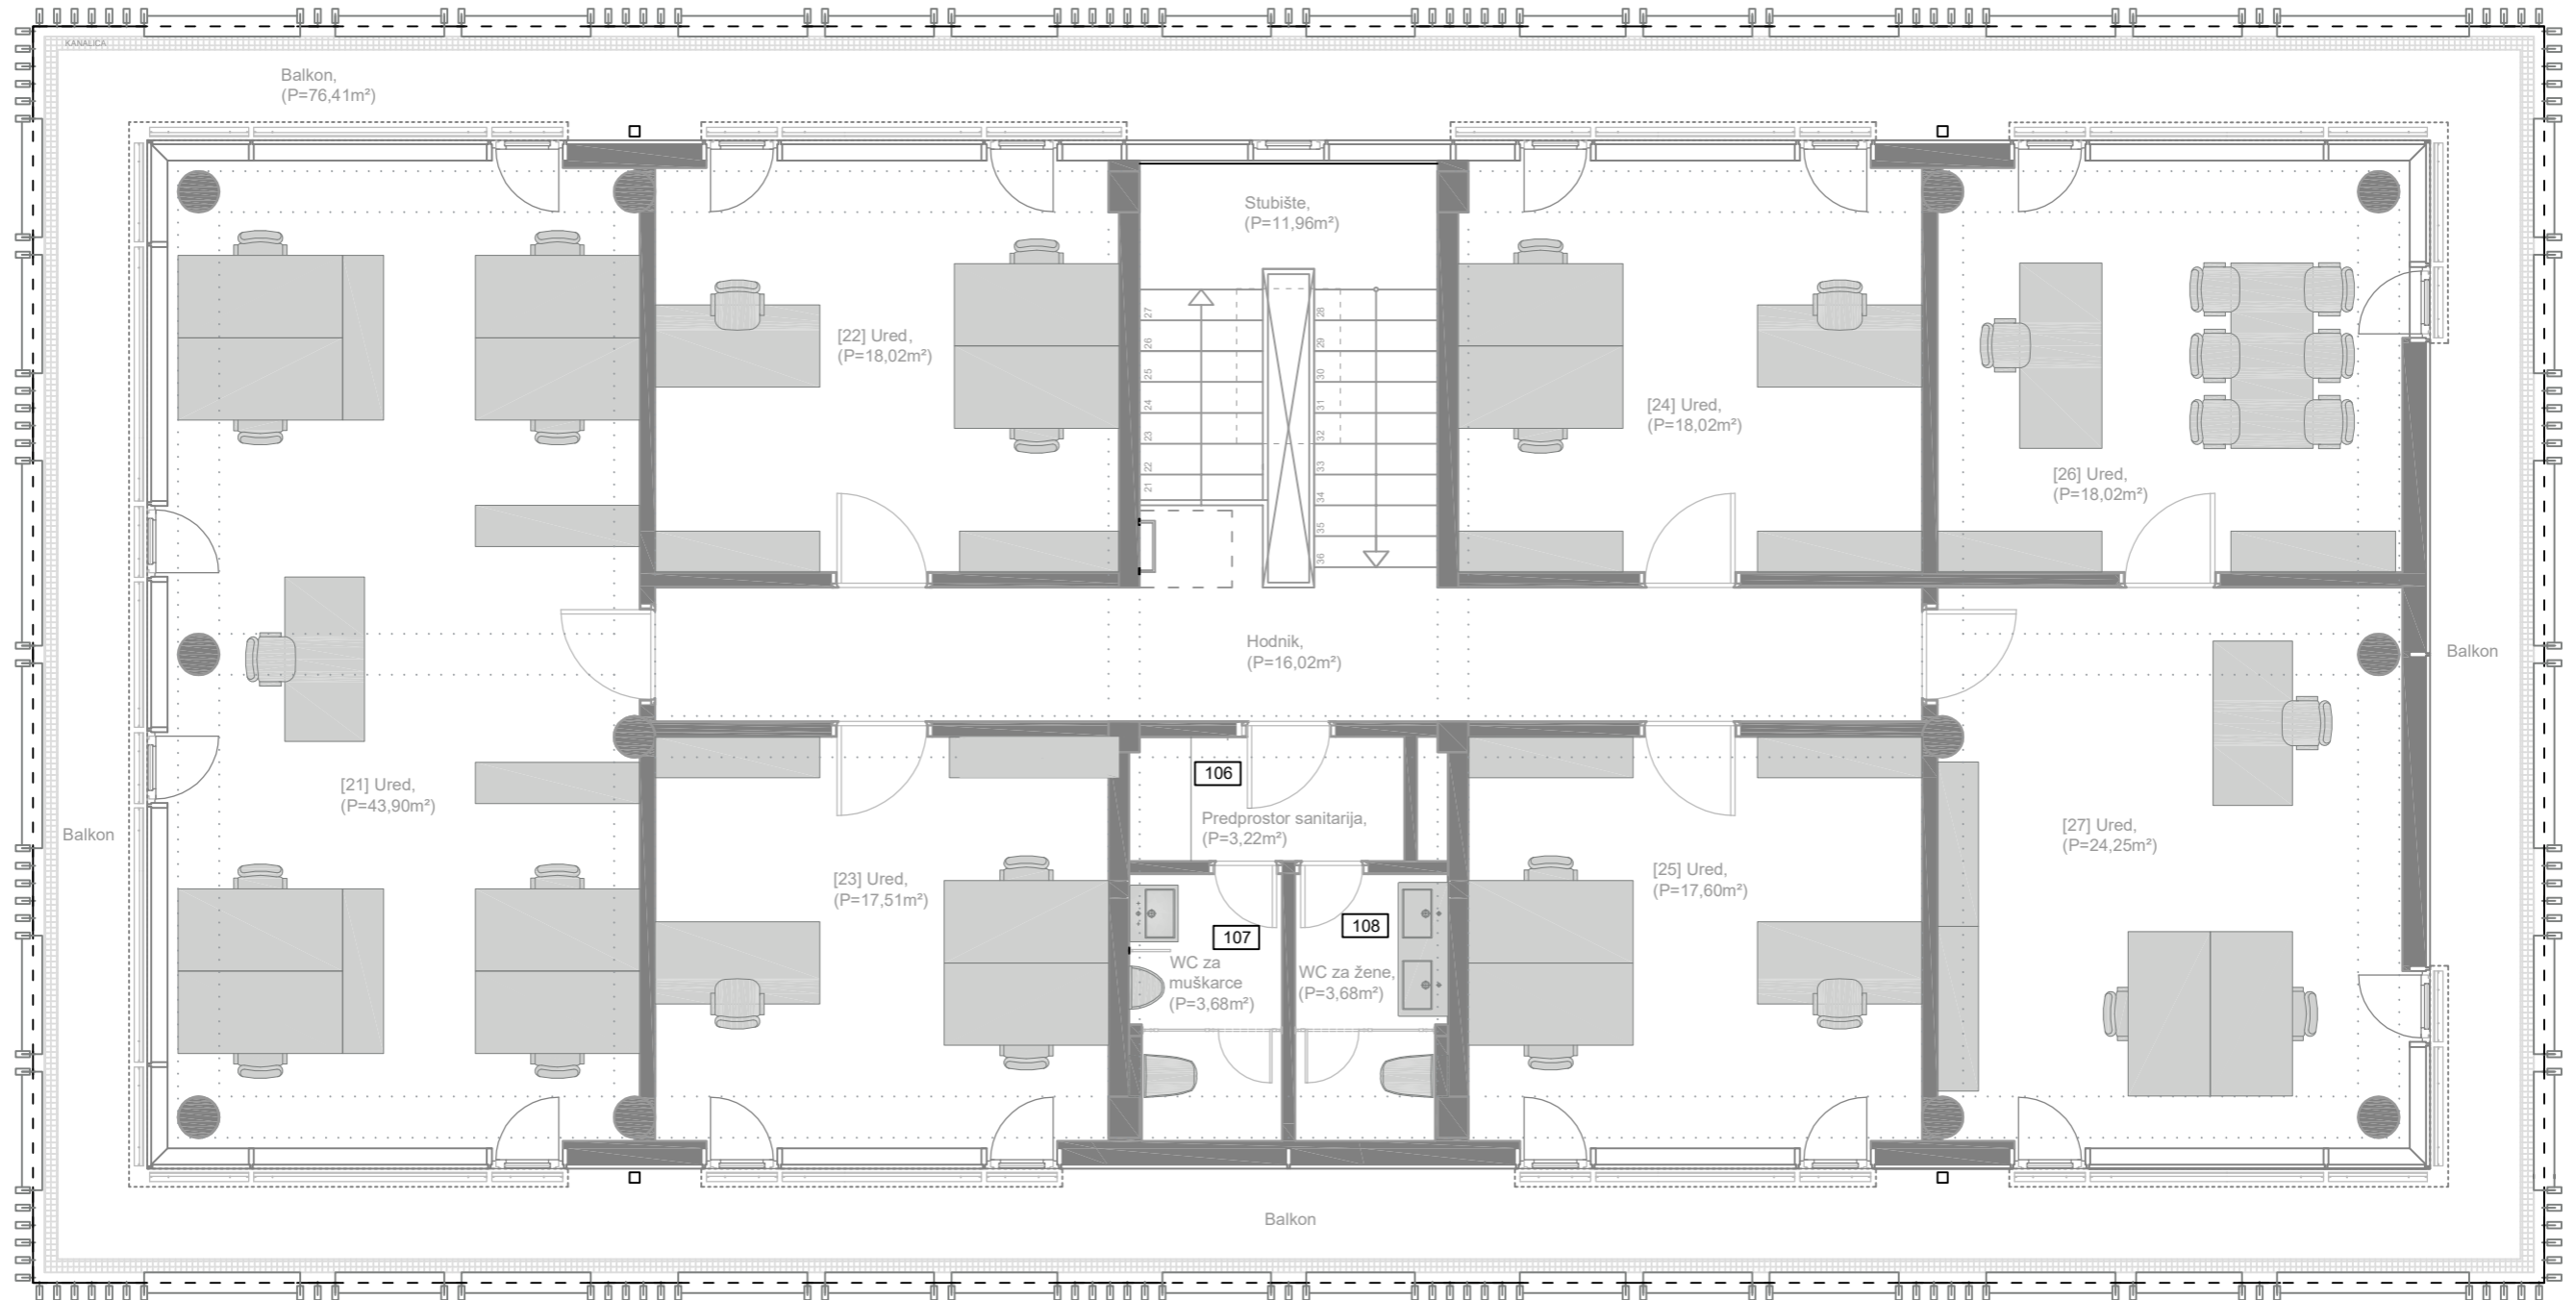 KANALICA
Balkon,
(P=76,41m²)
Stubište,
(P=11,96m²)
[22] Ured,
(P=18,02m²)
27
26
25
24
23
22
21
28
29
30
31
32
33
34
35
36
[24] Ured,
(P=18,02m²)
[26] Ured,
(P=18,02m²)
Hodnik,
(P=16,02m²)
Balkon
[21] Ured,
(P=43,90m²)
Balkon
106
Predprostor sanitarija,
(P=3,22m²)
[23] Ured,
(P=17,51m²)
107
WC za
muškarce
(P=3,68m²)
108
WC za žene,
(P=3,68m²)
[25] Ured,
(P=17,60m²)
[27] Ured,
(P=24,25m²)
Balkon